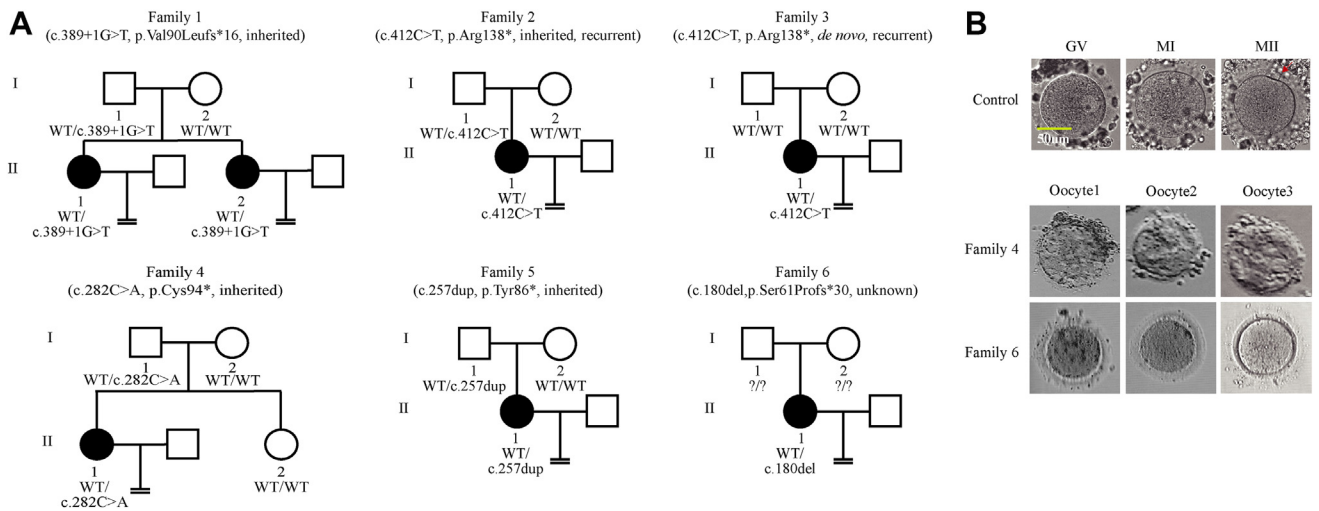 A
Family 1
(c.389+1G>T, p.Val90Leufs*16, inherited)
I
1
2
WT/c.389+1G>T
WT/WT
II
1
2
WT/
c.389+1G>T
WT/
c.389+1G>T
Family 2
(c.412C>T, p.Arg138*, inherited, recurrent)
I
1
2
WT/c.412C>T
WT/WT
II
1
WT/
c.412C>T
Family 3
(c.412C>T, p.Arg138*, de novo, recurrent)
I
1
2
WT/WT
WT/WT
II
1
WT/
c.412C>T
Family 4
(c.282C>A, p.Cys94*, inherited)
I
1
2
WT/c.282C>A
WT/WT
II
1
2
WT/
c.282C>A
WT/WT
Family 5
(c.257dup, p.Tyr86*, inherited)
I
1
2
WT/c.257dup
WT/WT
II
1
WT/
c.257dup
Family 6
(c.180del,p.Ser61Profs*30, unknown)
I
1
2
?/?
?/?
II
1
WT/
c.180del
B
GV MI MII
Control
50um
Oocyte1 Oocyte2 Oocyte3
Family 4
Family 6